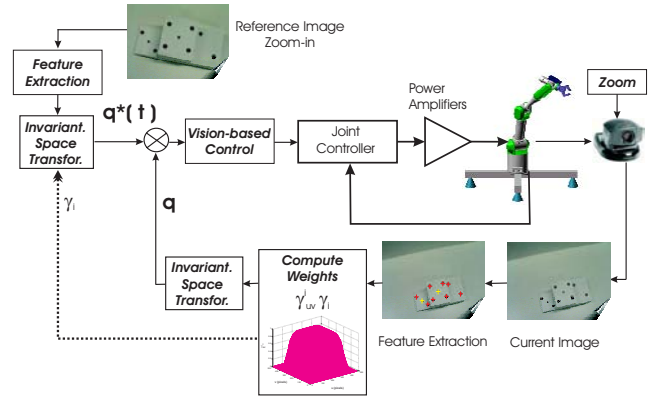 Reference Image
Zoom-in
Feature
Extraction
Invariant.
Space
Transfor.
q*(t)
Vision-based
Control
Joint
Controller
Power
Amplifiers
Zoom
γi
q
Invariant.
Space
Transfor.
Compute
Weights
γiuv γi
Feature Extraction
Current Image